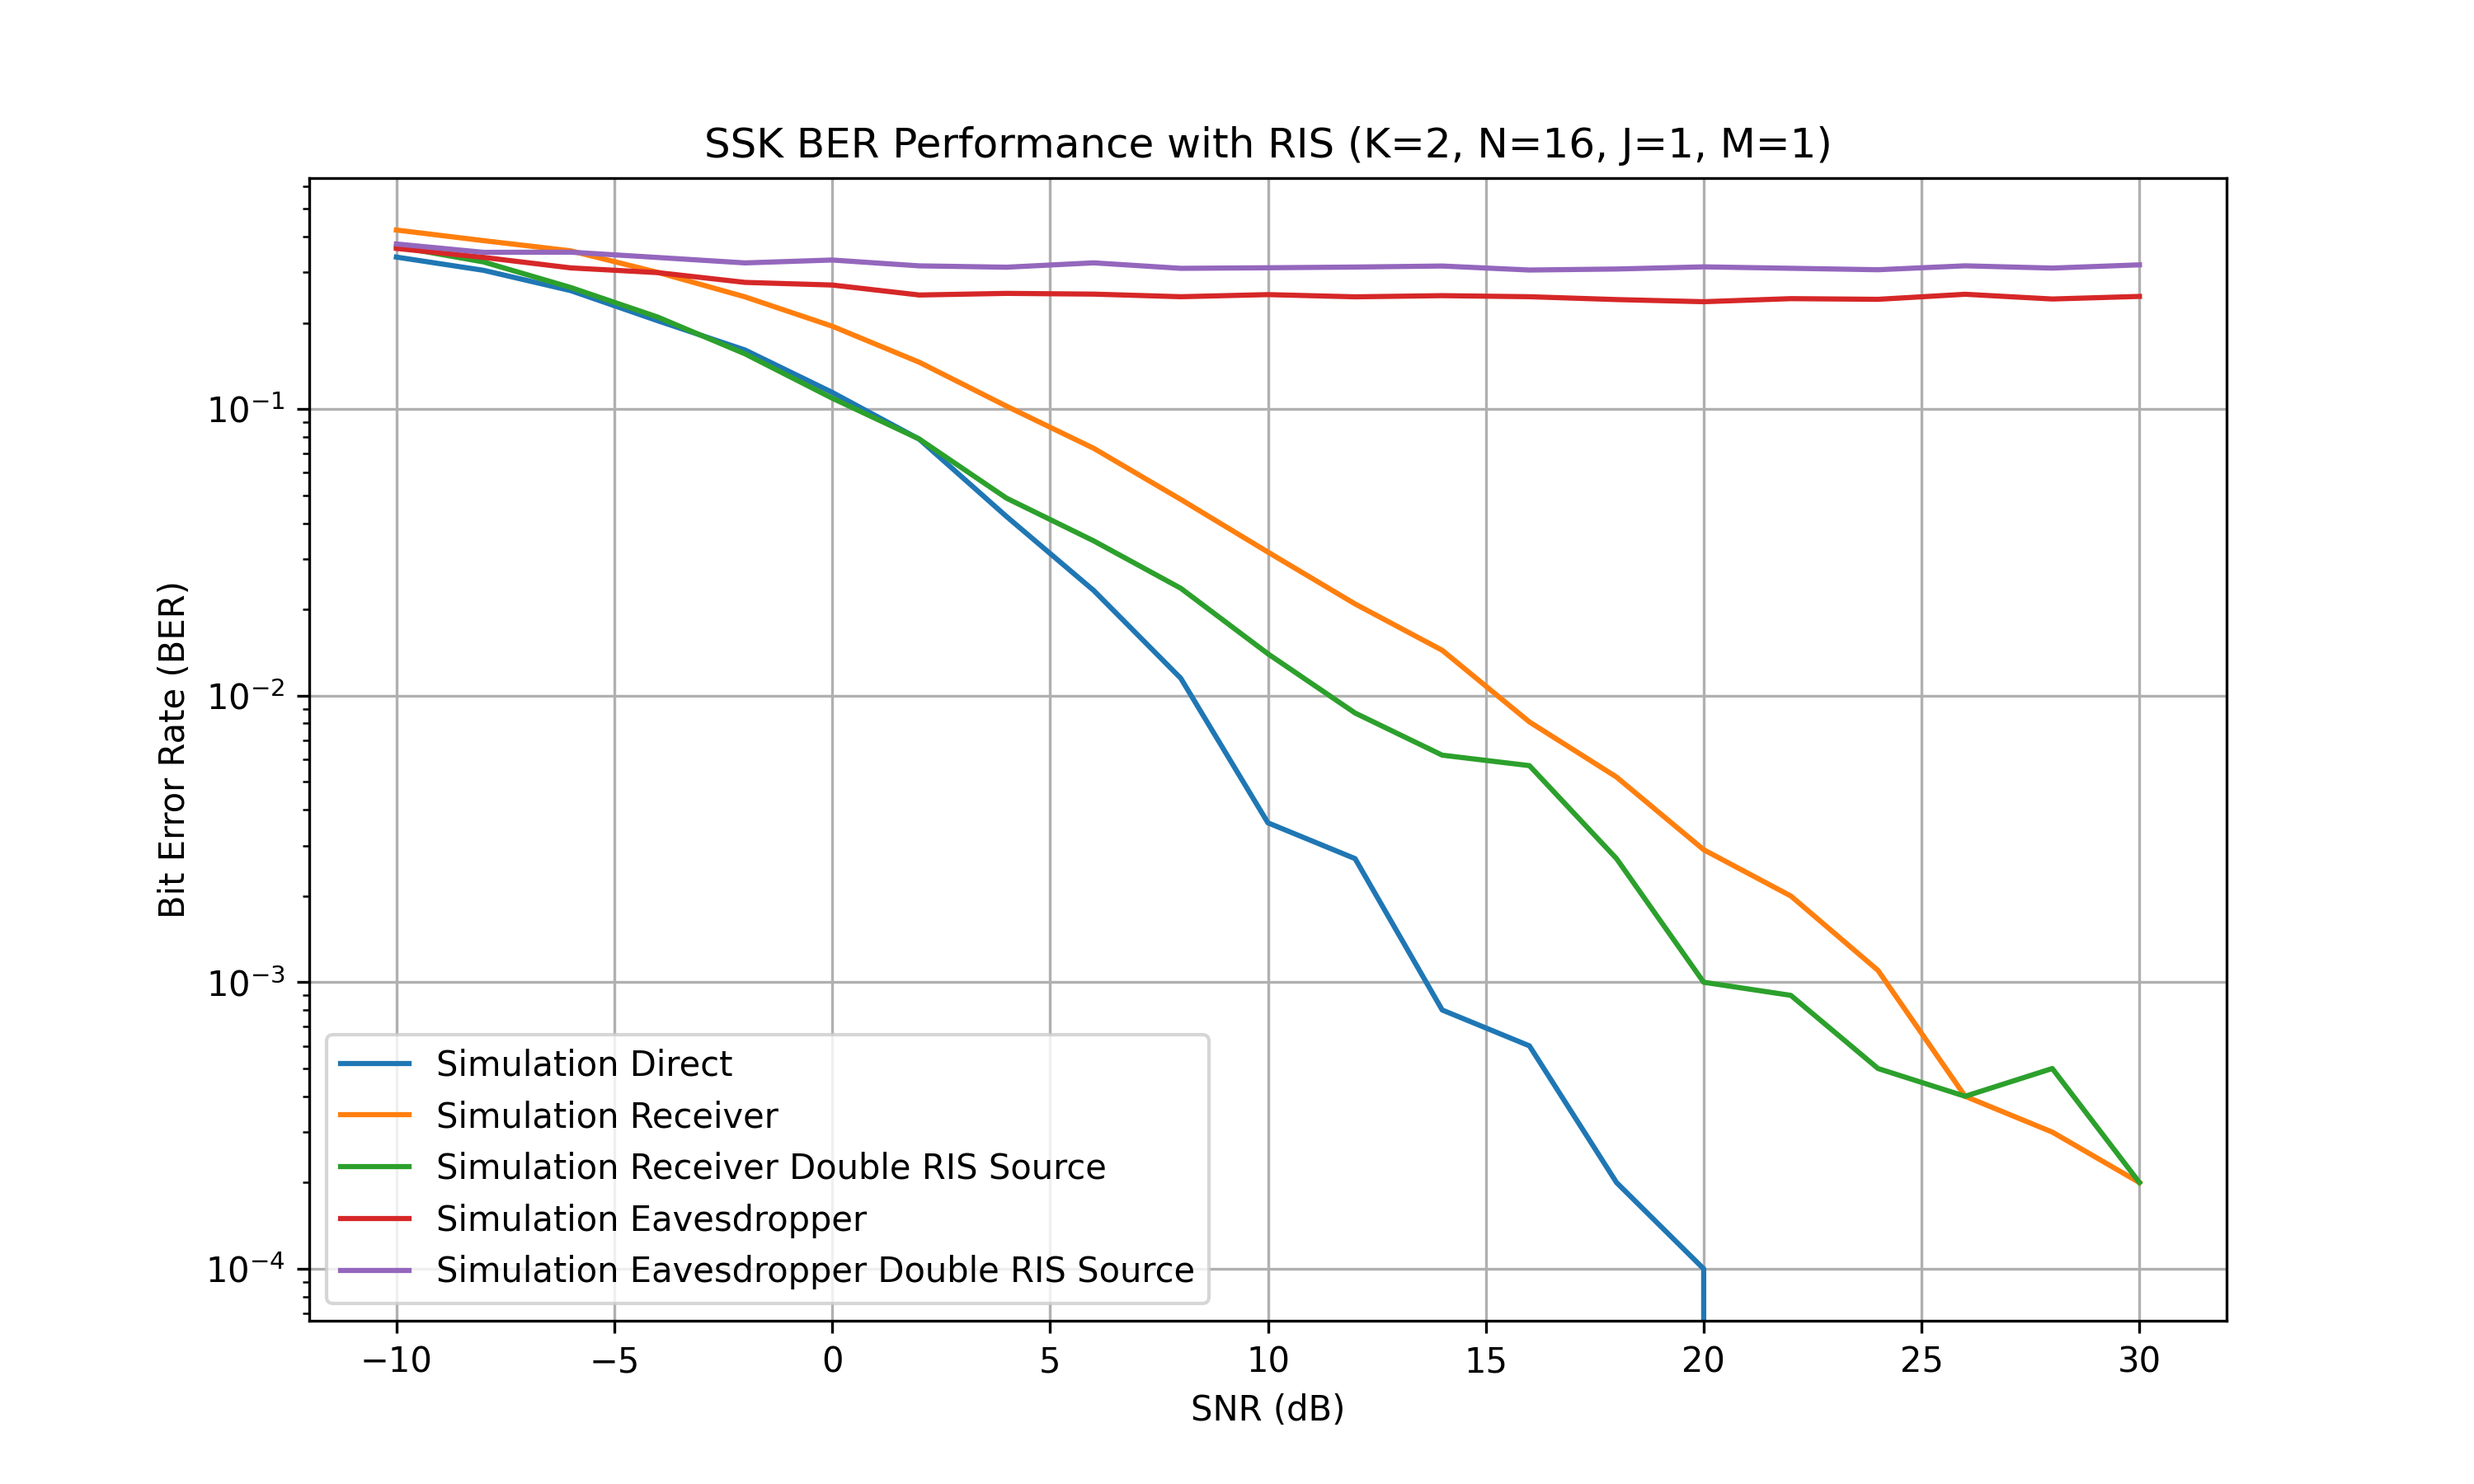 SSK BER Performance with RIS (K=2, N=16, J=1, M=1)
Bit Error Rate (BER)
10⁻¹
10⁻²
10⁻³
10⁻⁴
Simulation Direct
Simulation Receiver
Simulation Receiver Double RIS Source
Simulation Eavesdropper
Simulation Eavesdropper Double RIS Source
−10 −5 0 5 10 15 20 25 30
SNR (dB)